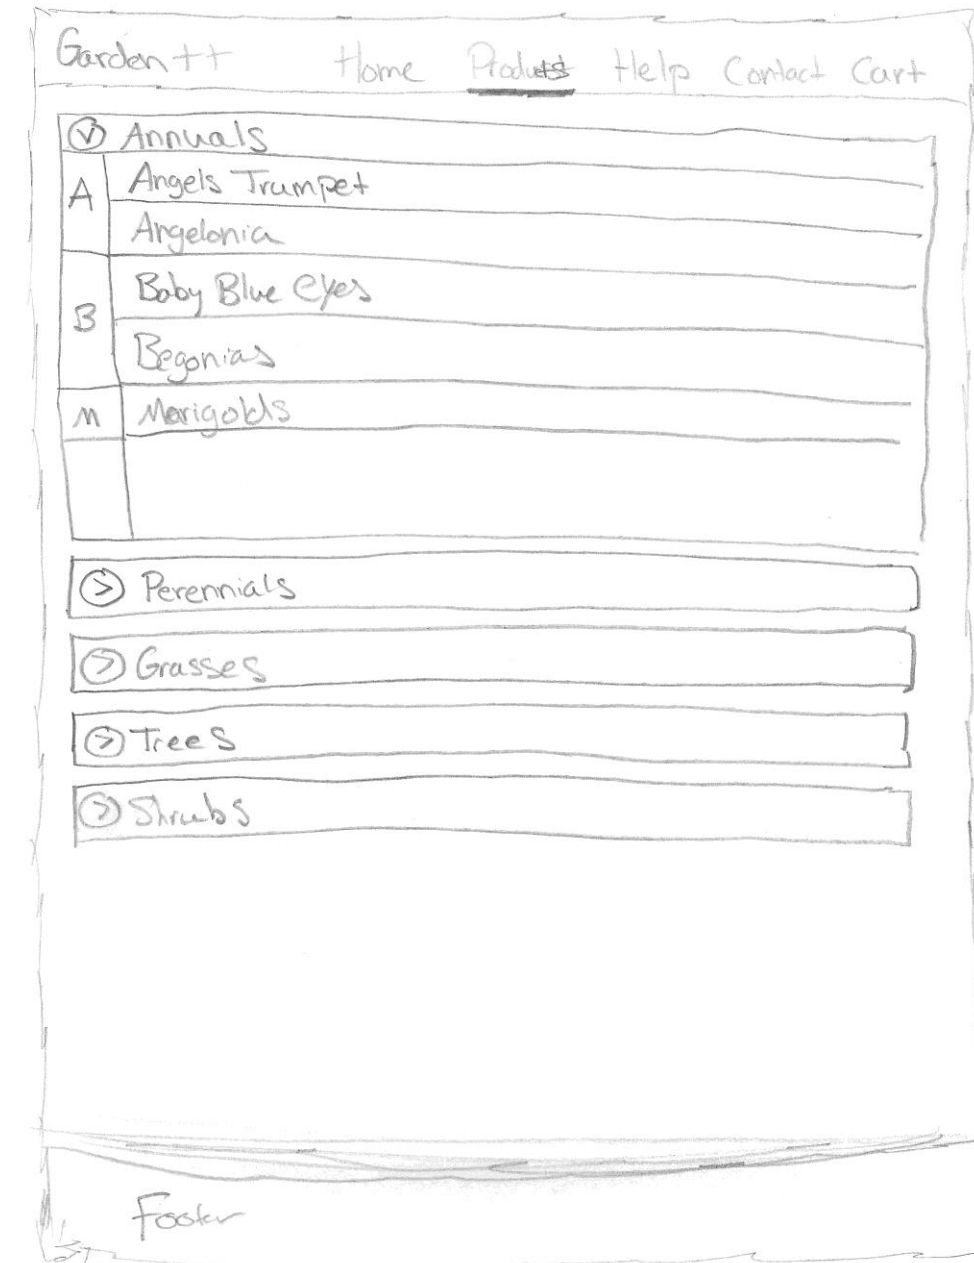 Garden ++ Home Products Help Contact Cart
Annuals
A
Angels Trumpet
Angelonia
B
Baby Blue eyes
Begonias
M
Marigolds
Perennials
Grasses
Trees
Shrubs
Footer